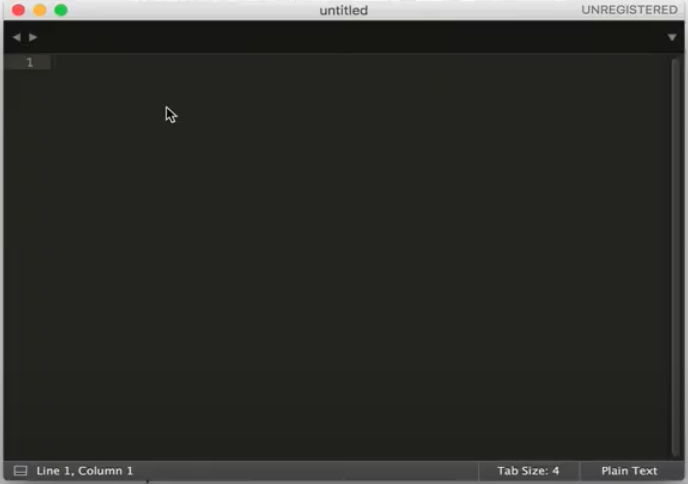 untitled
UNREGISTERED
1
Line 1, Column 1
Tab Size: 4
Plain Text